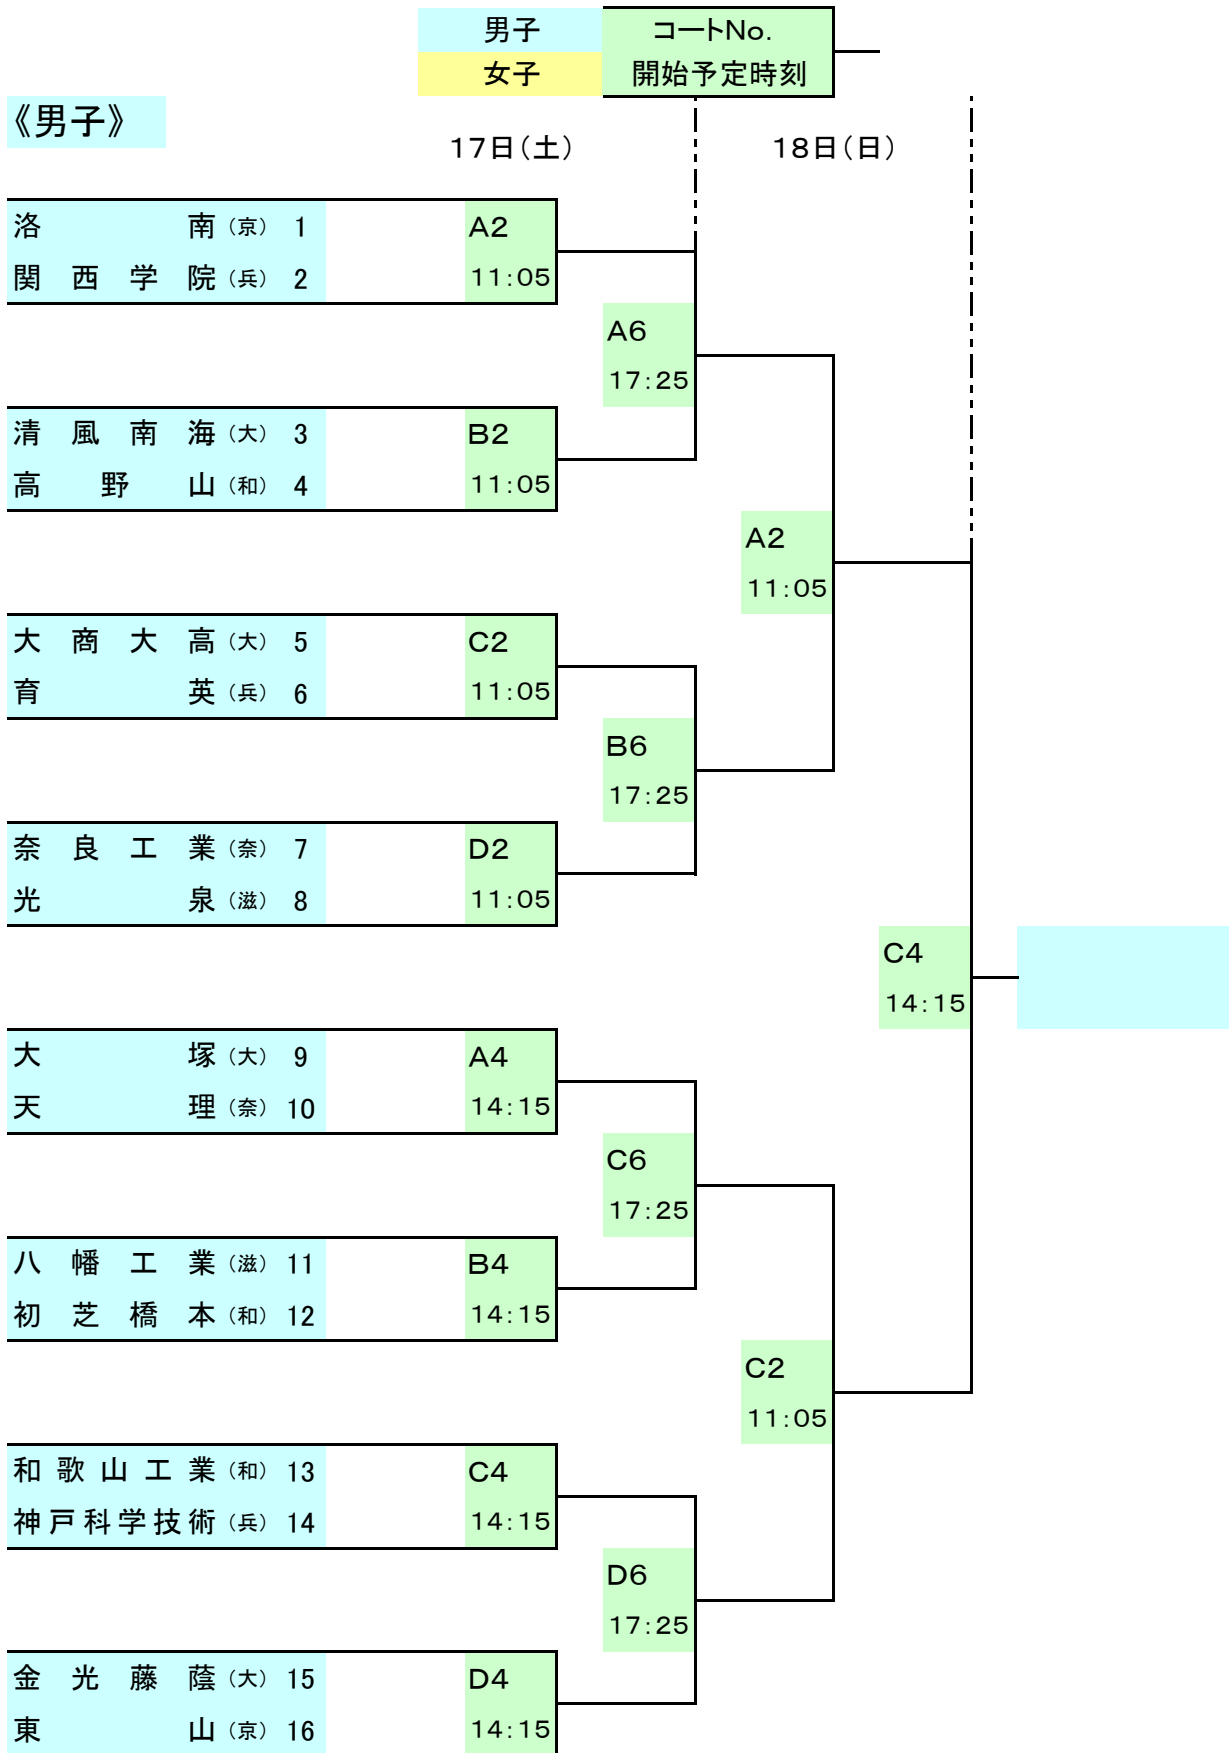 男子 コートNo.
女子 開始予定時刻
《男子》
17日(土) 18日(日)
洛南(京) 1 A2
関西学院(兵) 2 11:05
A6
17:25
清風南海(大) 3 B2
高野山(和) 4 11:05
A2
11:05
大商大高(大) 5 C2
育英(兵) 6 11:05
B6
17:25
奈良工業(奈) 7 D2
光泉(滋) 8 11:05
C4
14:15
大塚(大) 9 A4
天理(奈) 10 14:15
C6
17:25
八幡工業(滋) 11 B4
初芝橋本(和) 12 14:15
C2
11:05
和歌山工業(和) 13 C4
神戸科学技術(兵) 14 14:15
D6
17:25
金光藤蔭(大) 15 D4
東山(京) 16 14:15